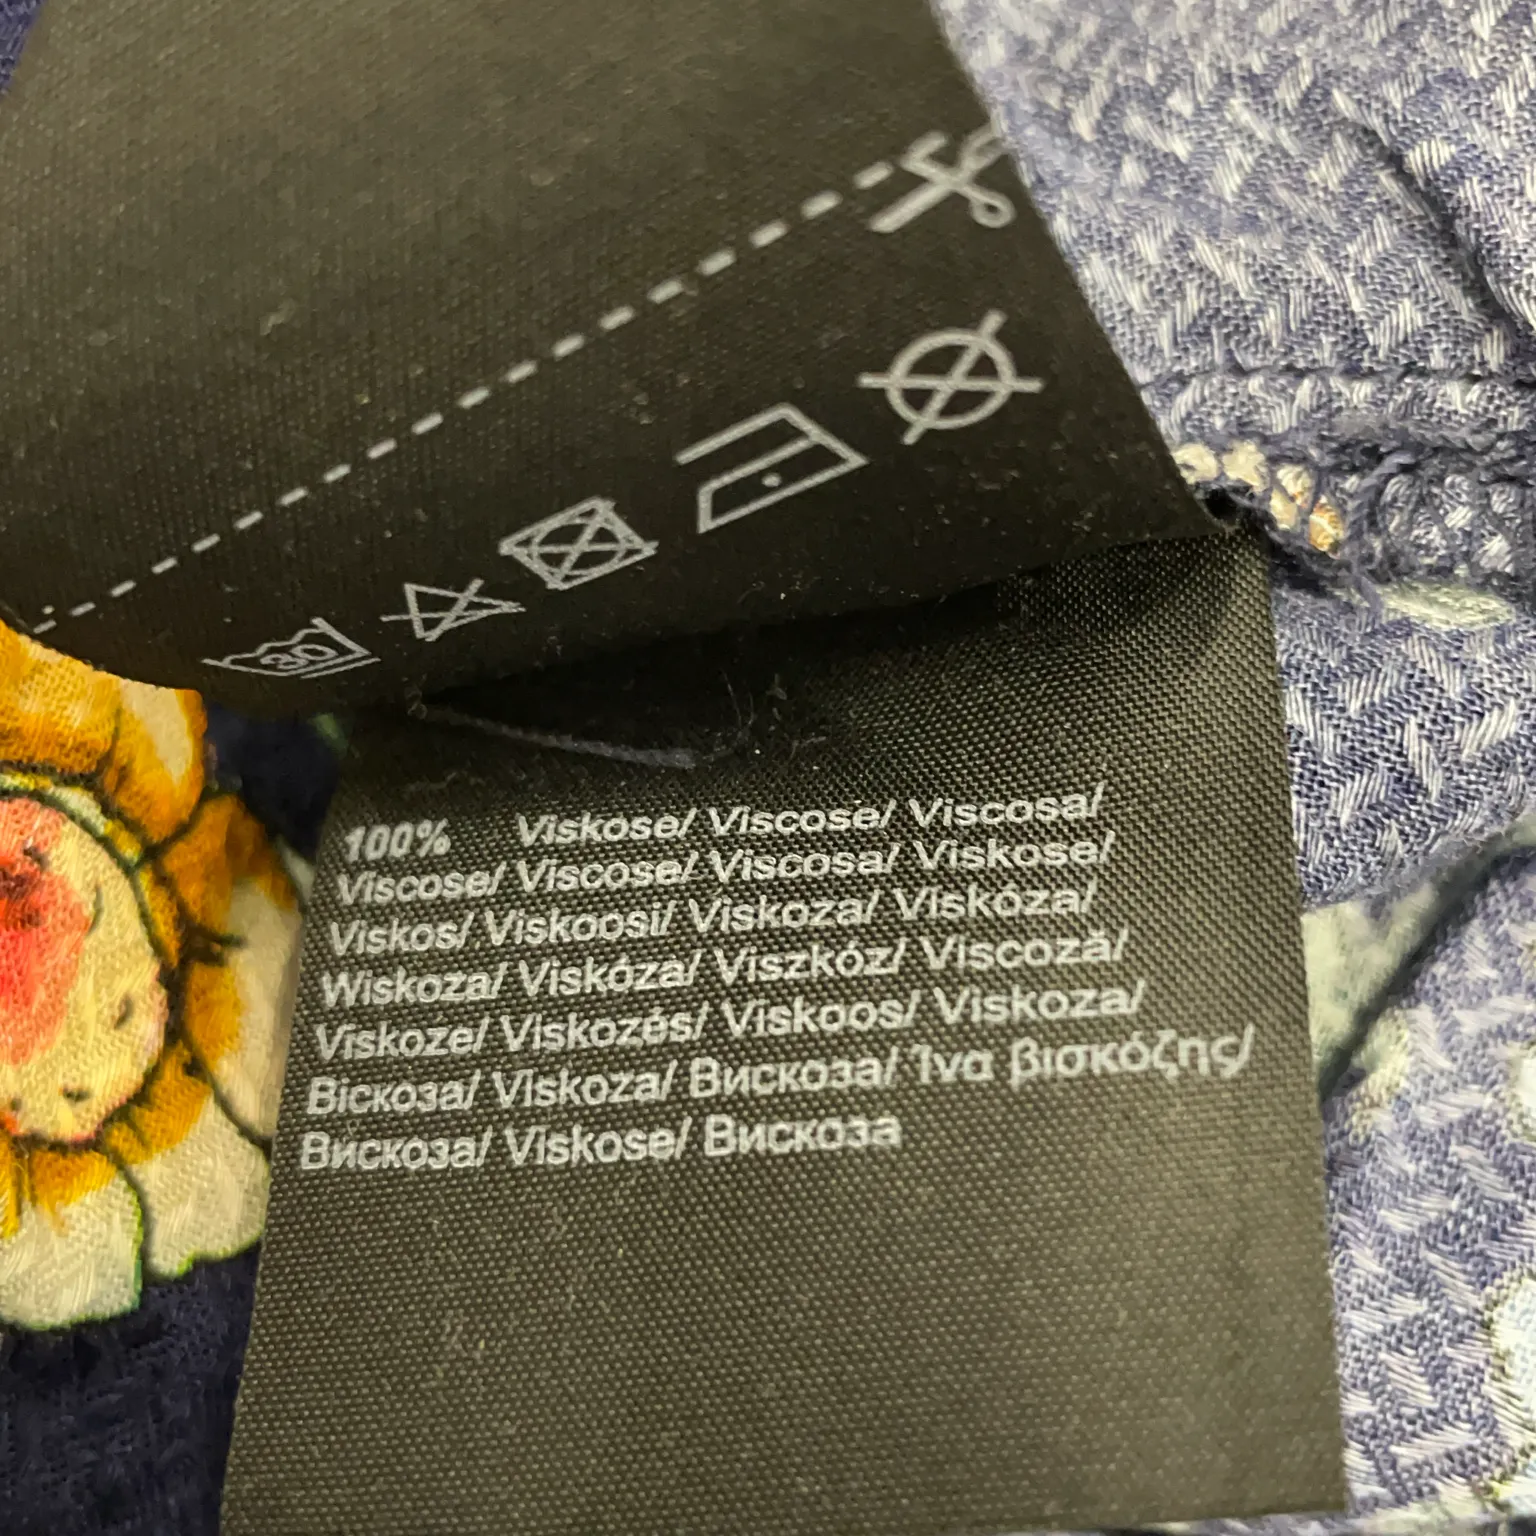 30
100% Viskose/ Viscose/ Viscosa/
Viscose/ Viscose/ Viscosa/ Viskose/
Viskos/ Viskoosi/ Viskoza/ Viskóza/
Wiskoza/ Viskóza/ Viszkóz/ Viscoză/
Viskoze/ Viskozės/ Viskoos/ Viskoza/
Віскоза/ Viskoza/ Вискоза/ Ίνα βισκόζης/
Вискоза/ Viskose/ Вискоза